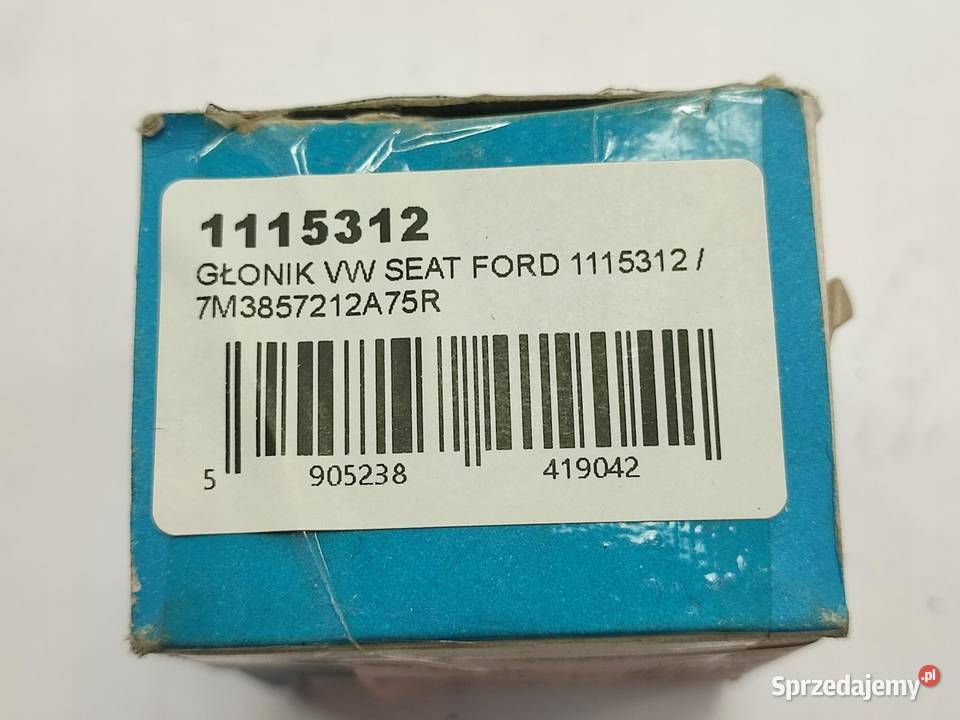 1115312
GŁONIK VW SEAT FORD 1115312 /
7M3857212A75R
5 905238 419042
Sprzedajemy.pl